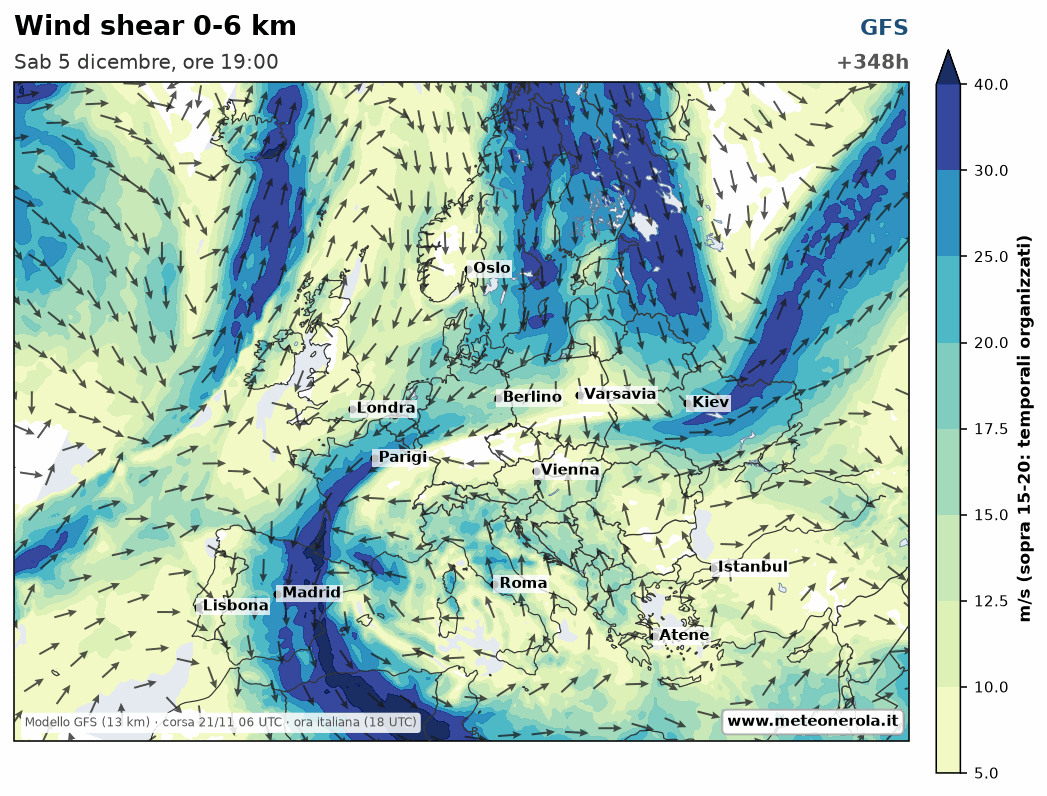 Wind shear 0-6 km
GFS
Sab 5 dicembre, ore 19:00
+348h
40.0
30.0
25.0
20.0
17.5
15.0
12.5
10.0
5.0
m/s (sopra 15-20: temporali organizzati)
Oslo
Berlino
Varsavia
Kiev
Londra
Parigi
Vienna
Istanbul
Roma
Madrid
Lisbona
Atene
Modello GFS (13 km) · corsa 21/11 06 UTC · ora italiana (18 UTC)
www.meteonerola.it